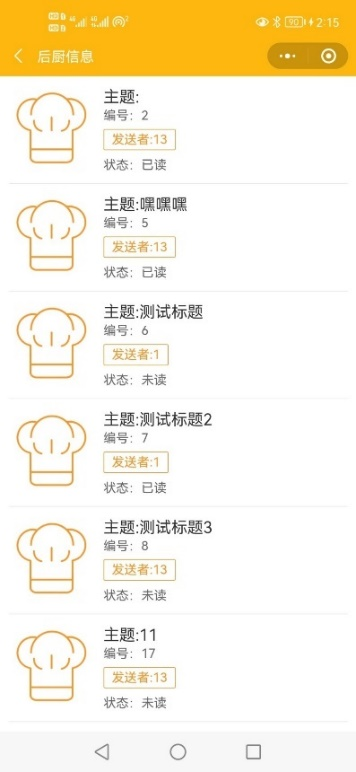 2:15
90
后厨信息
主题:
编号：2
发送者:13
状态：已读
主题:嘿嘿嘿
编号：5
发送者:13
状态：已读
主题:测试标题
编号：6
发送者:1
状态：未读
主题:测试标题2
编号：7
发送者:1
状态：已读
主题:测试标题3
编号：8
发送者:13
状态：未读
主题:11
编号：17
发送者:13
状态：未读